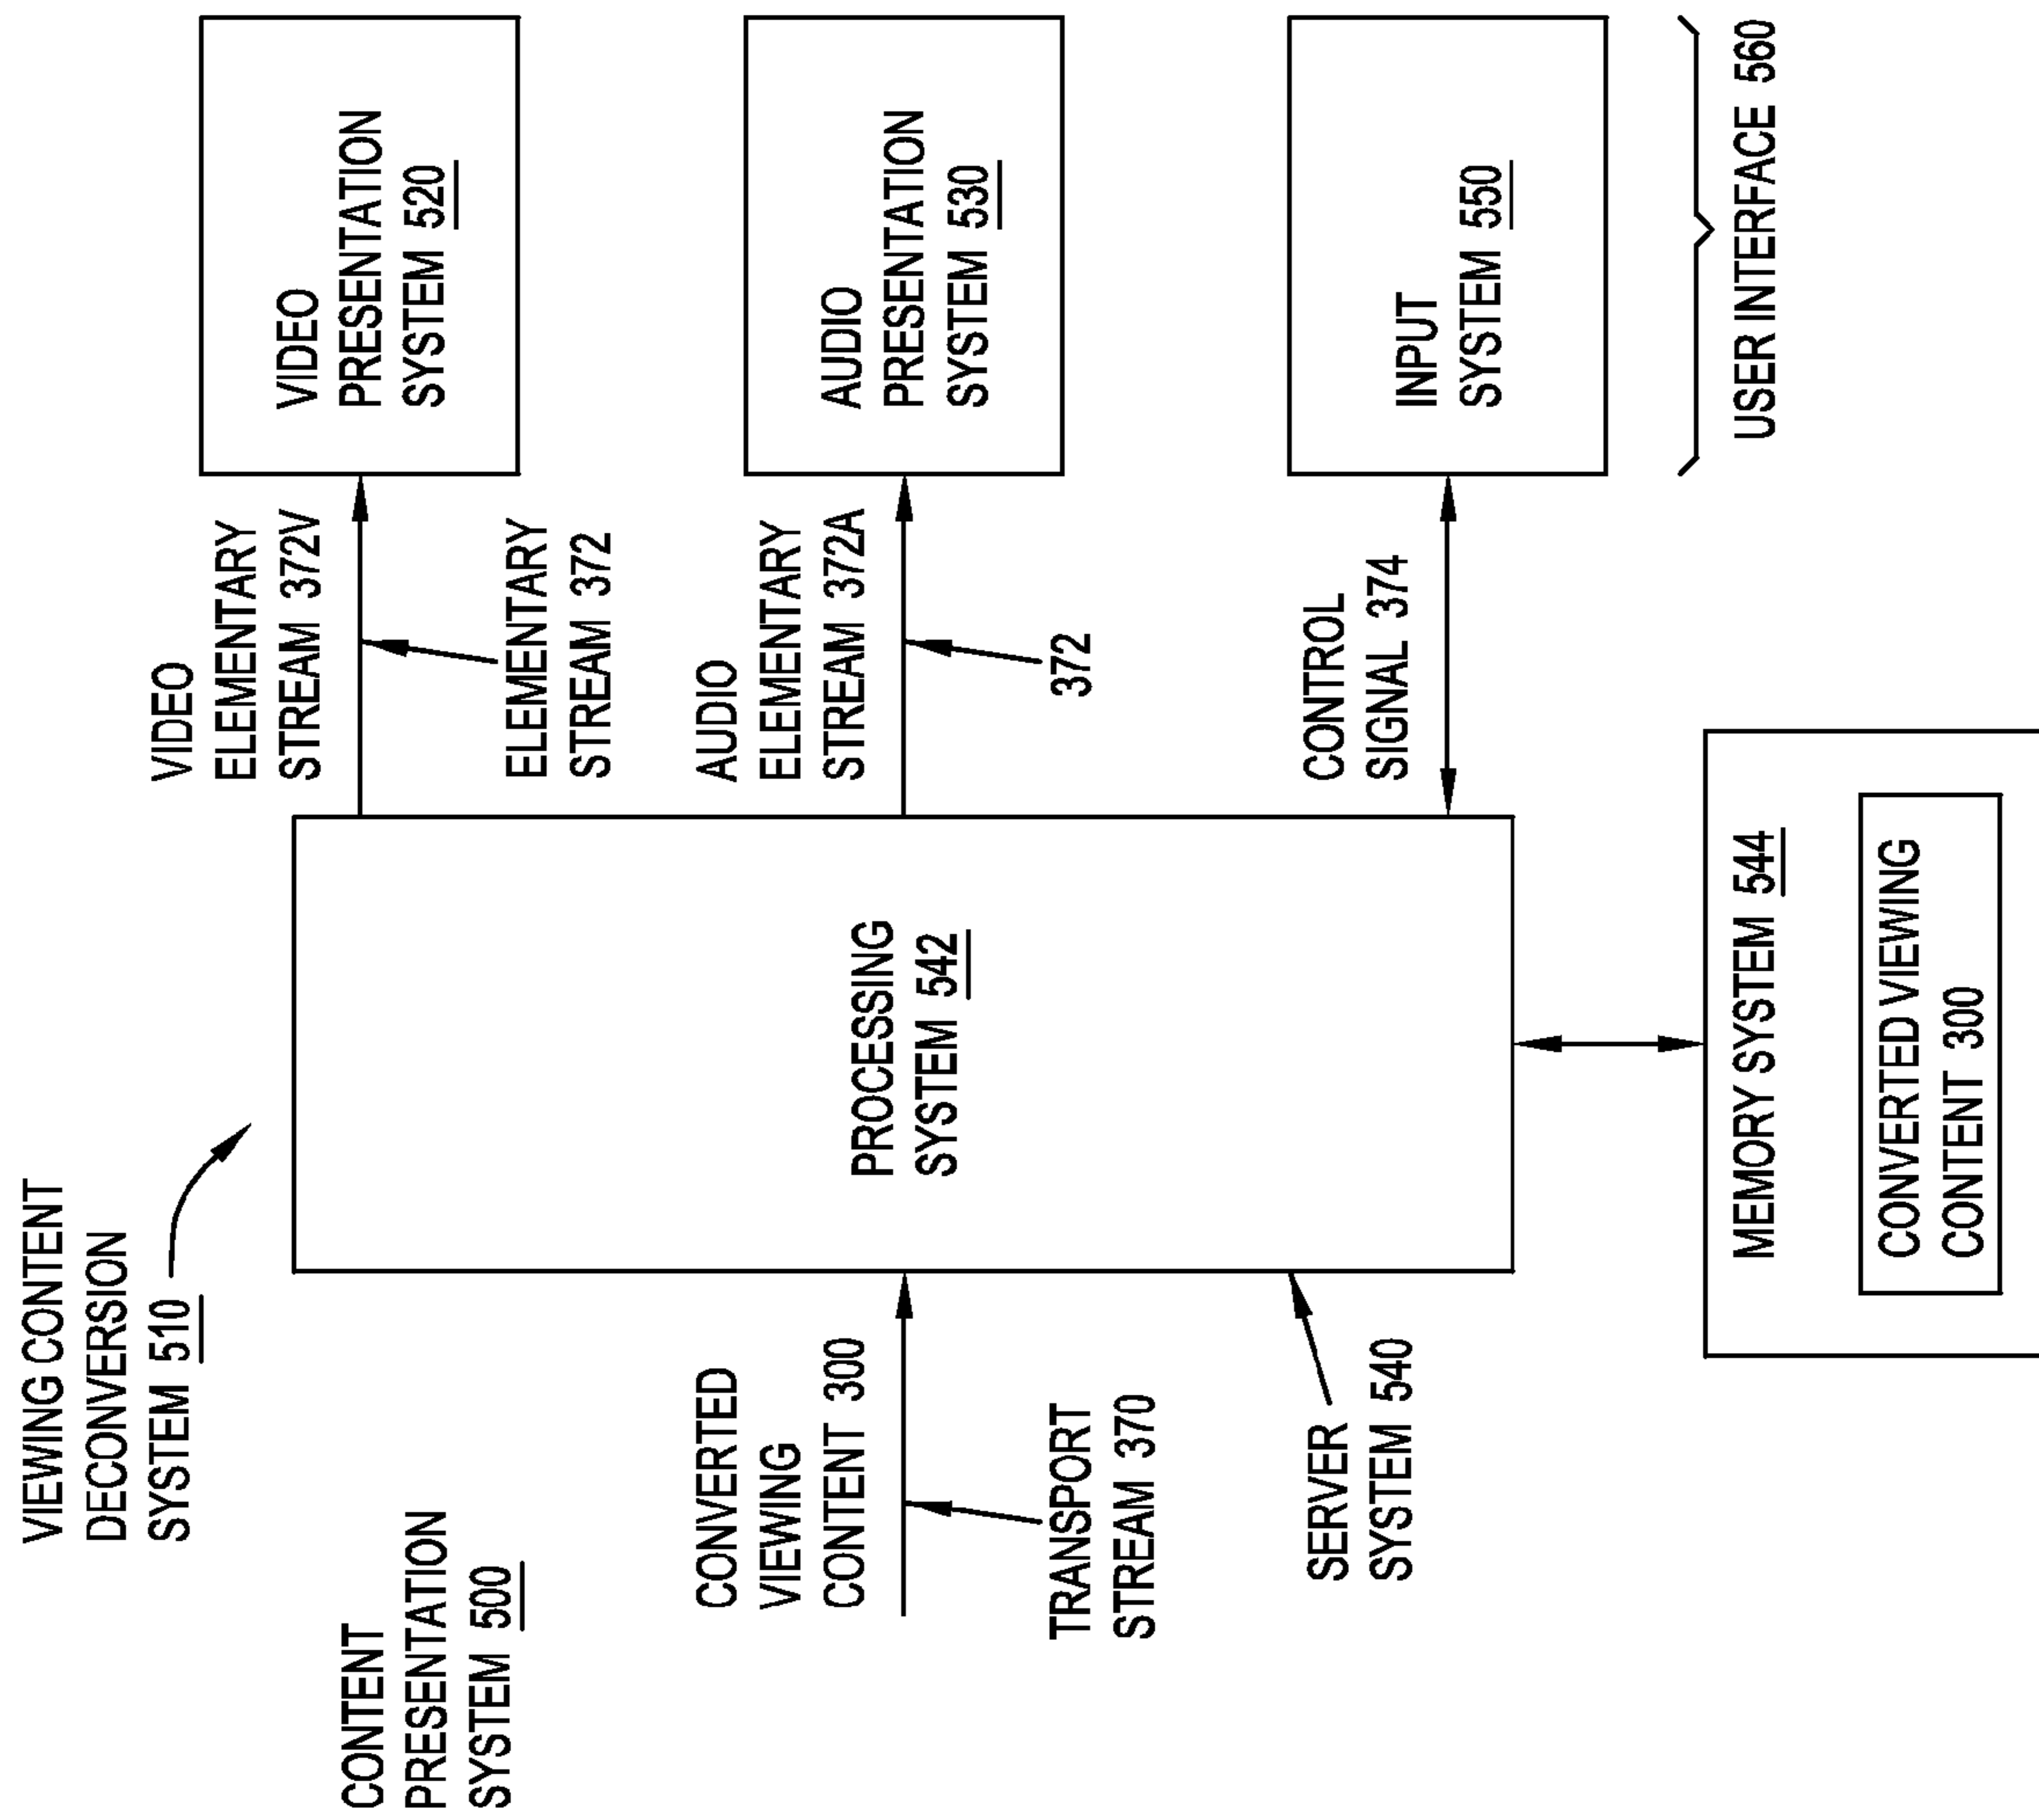 VIEWING CONTENT
DECONVERSION
SYSTEM 510
CONTENT
PRESENTATION
SYSTEM 500
VIDEO
ELEMENTARY
STREAM 372V
VIDEO
PRESENTATION
SYSTEM 520
ELEMENTARY
STREAM 372
CONVERTED
VIEWING
CONTENT 300
TRANSPORT
STREAM 370
PROCESSING
SYSTEM 542
AUDIO
ELEMENTARY
STREAM 372A
372
AUDIO
PRESENTATION
SYSTEM 530
SERVER
SYSTEM 540
CONTROL
SIGNAL 374
INPUT
SYSTEM 550
MEMORY SYSTEM 544
CONVERTED VIEWING
CONTENT 300
USER INTERFACE 560